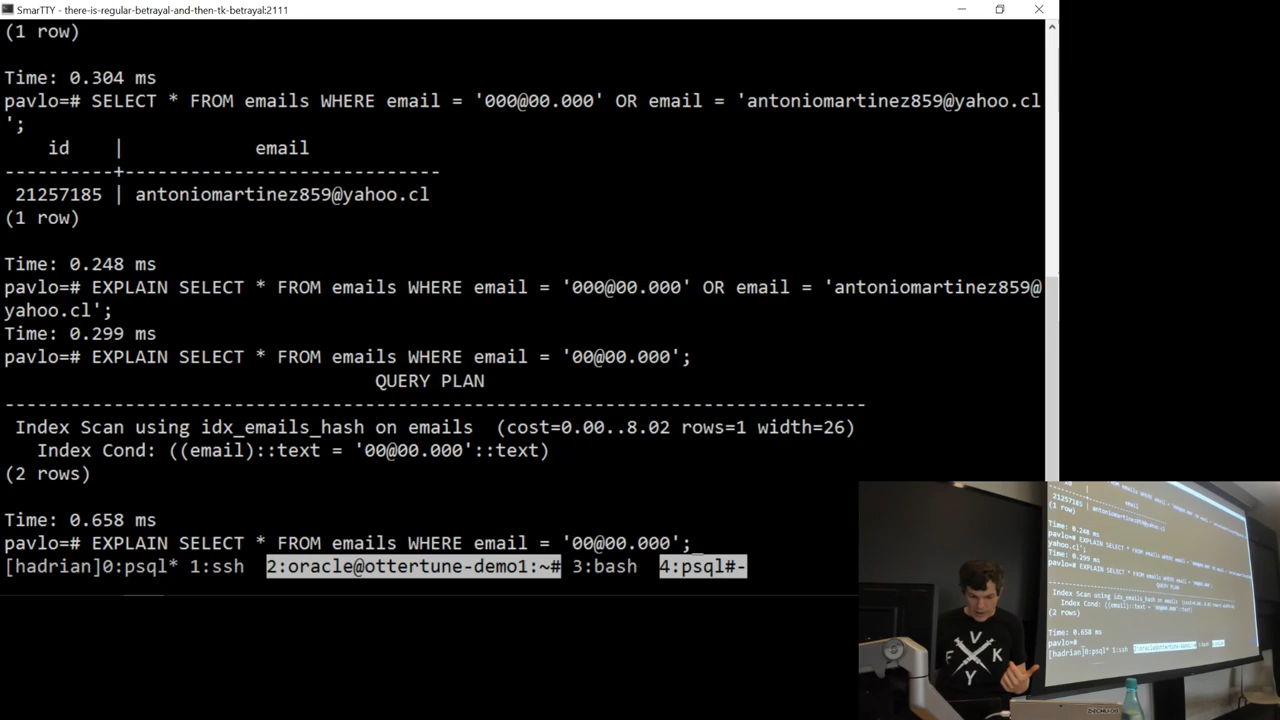 SmarTTY - there-is-regular-betrayal-and-then-tk-betrayal:2111
(1 row)
Time: 0.304 ms
pavlo=# SELECT * FROM emails WHERE email = '000@00.000' OR email = 'antoniomartinez859@yahoo.cl
';
id | email
----------+---------------------------
21257185 | antoniomartinez859@yahoo.cl
(1 row)
Time: 0.248 ms
pavlo=# EXPLAIN SELECT * FROM emails WHERE email = '000@00.000' OR email = 'antoniomartinez859@
yahoo.cl';
Time: 0.299 ms
pavlo=# EXPLAIN SELECT * FROM emails WHERE email = '00@00.000';
QUERY PLAN
-------------------------------------------------------------------------------
Index Scan using idx_emails_hash on emails (cost=0.00..8.02 rows=1 width=26)
Index Cond: ((email)::text = '00@00.000'::text)
(2 rows)
Time: 0.658 ms
pavlo=# EXPLAIN SELECT * FROM emails WHERE email = '00@00.000';
[hadrian]0:psql* 1:ssh 2:oracle@ottertune-demo1:~# 3:bash 4:psql#-
V
F K
Y